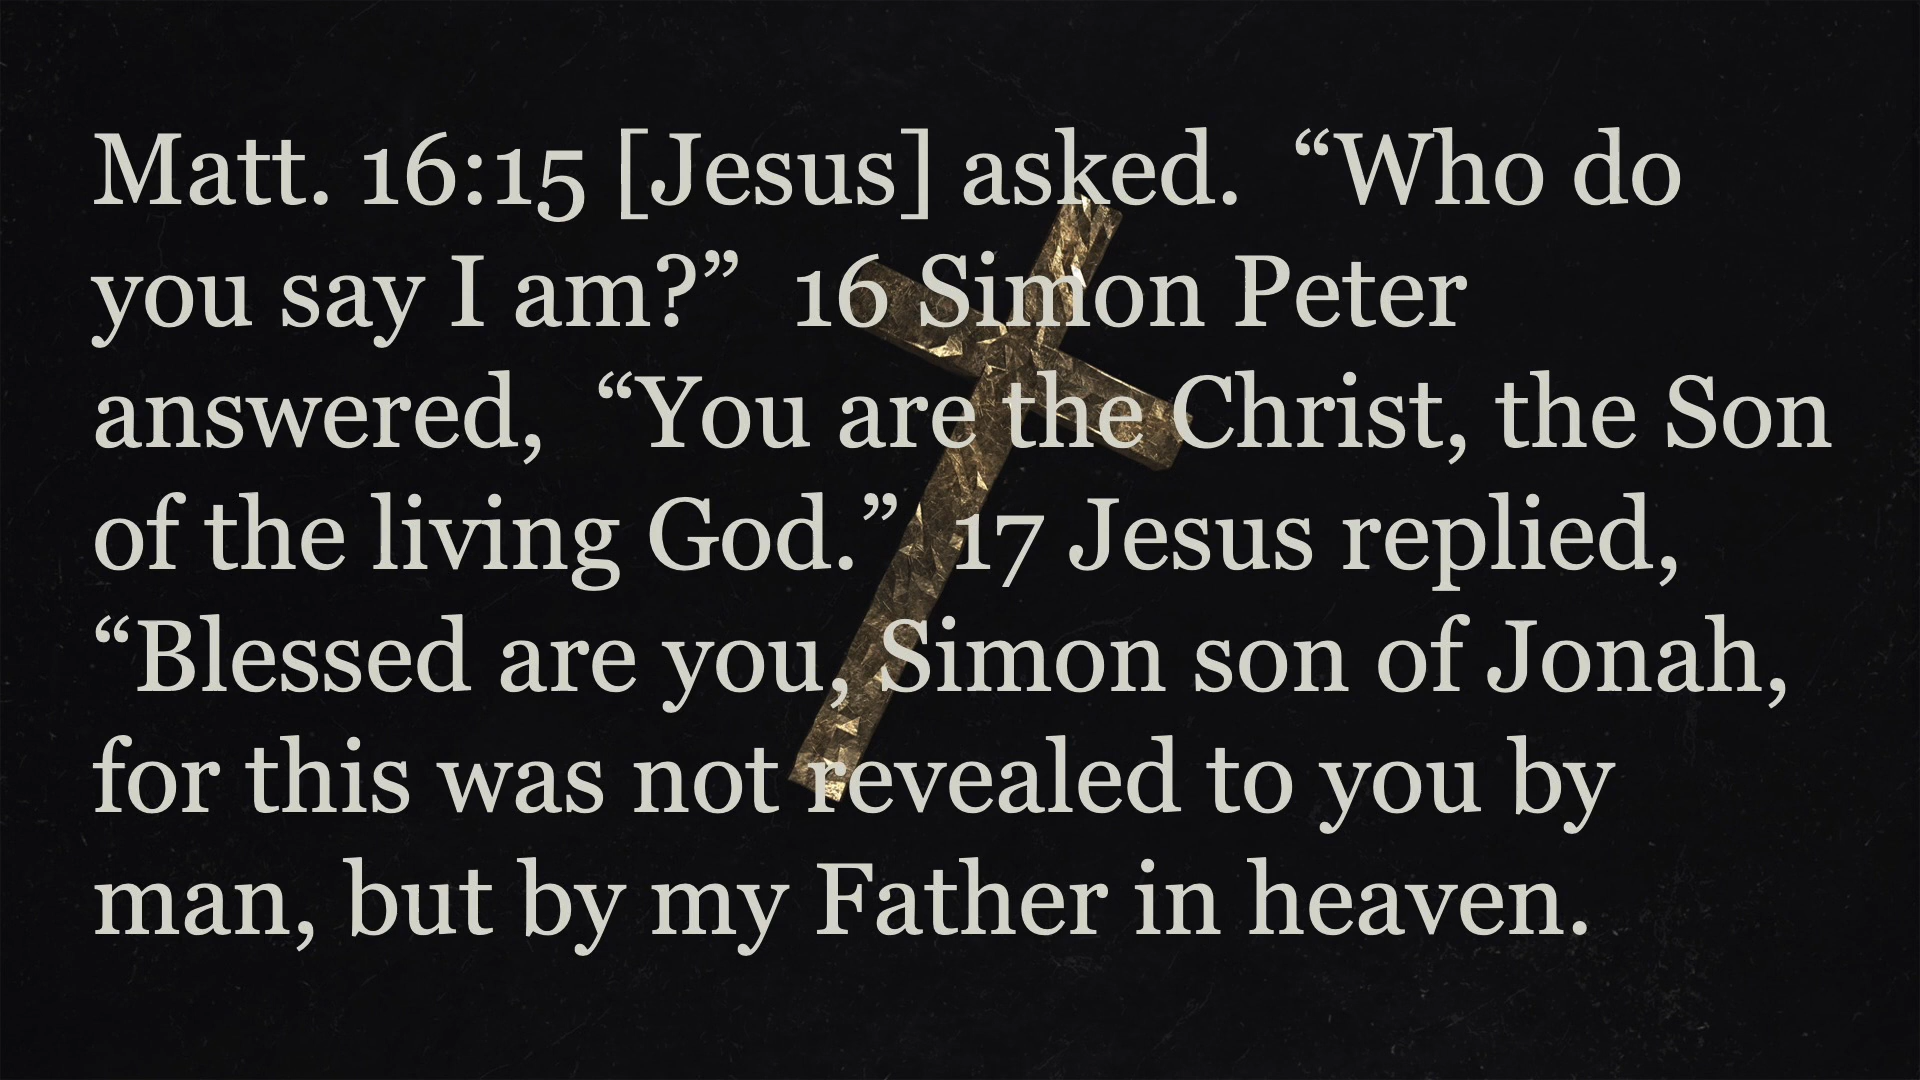 Matt. 16:15 [Jesus] asked.  “Who do
you say I am?”  16 Simon Peter
answered,  “You are the Christ, the Son
of the living God.”  17 Jesus replied,
“Blessed are you, Simon son of Jonah,
for this was not revealed to you by
man, but by my Father in heaven.